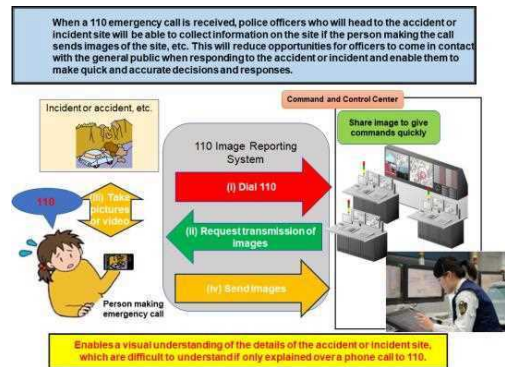 When a 110 emergency call is received, police officers who will head to the accident or
incident site will be able to collect information on the site if the person making the call
sends images of the site, etc. This will reduce opportunities for officers to come in contact
with the general public when responding to the accident or incident and enable them to
make quick and accurate decisions and responses.
Incident or accident, etc.
Command and Control Center
Share image to give
commands quickly
110 Image Reporting
System
(i) Dial 110
110
(iii) Take
pictures
or video
(ii) Request transmission of
images
(iv) Send Images
Person making
emergency call
Enables a visual understanding of the details of the accident or incident site,
which are difficult to understand if only explained over a phone call to 110.